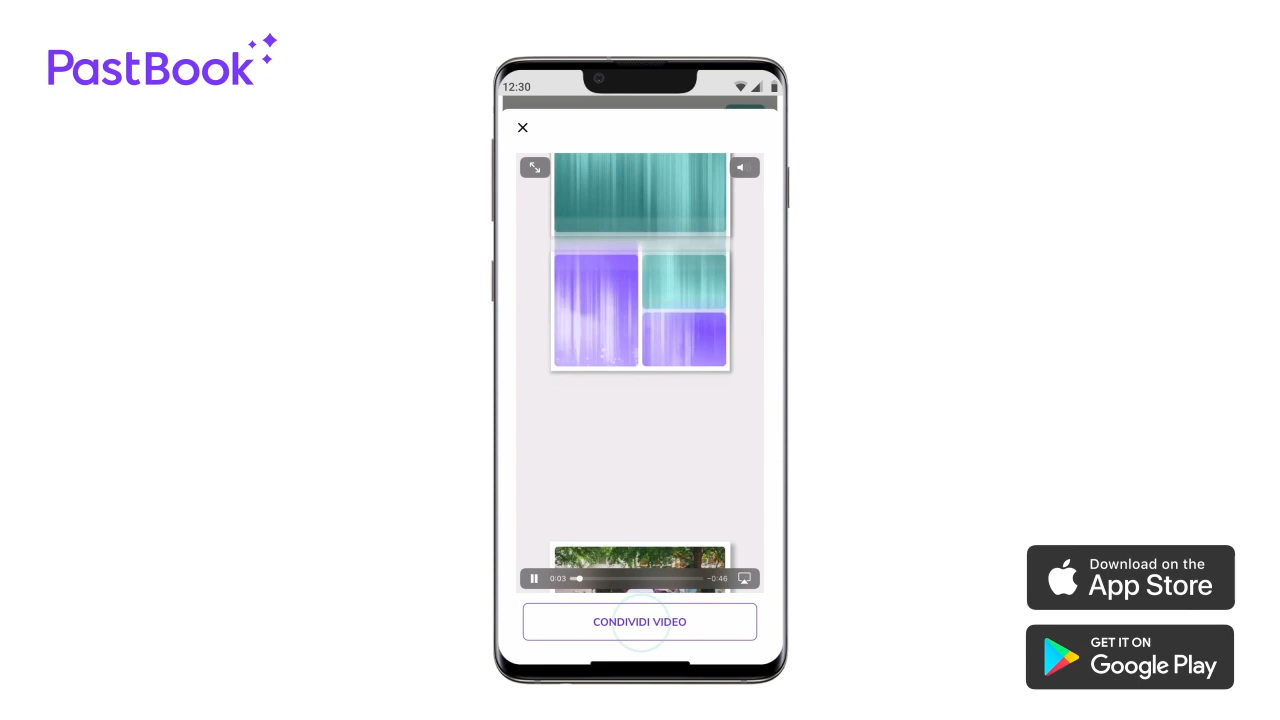 PastBook
12:30
0:03
−0:46
CONDIVIDI VIDEO
Download on the
App Store
GET IT ON
Google Play